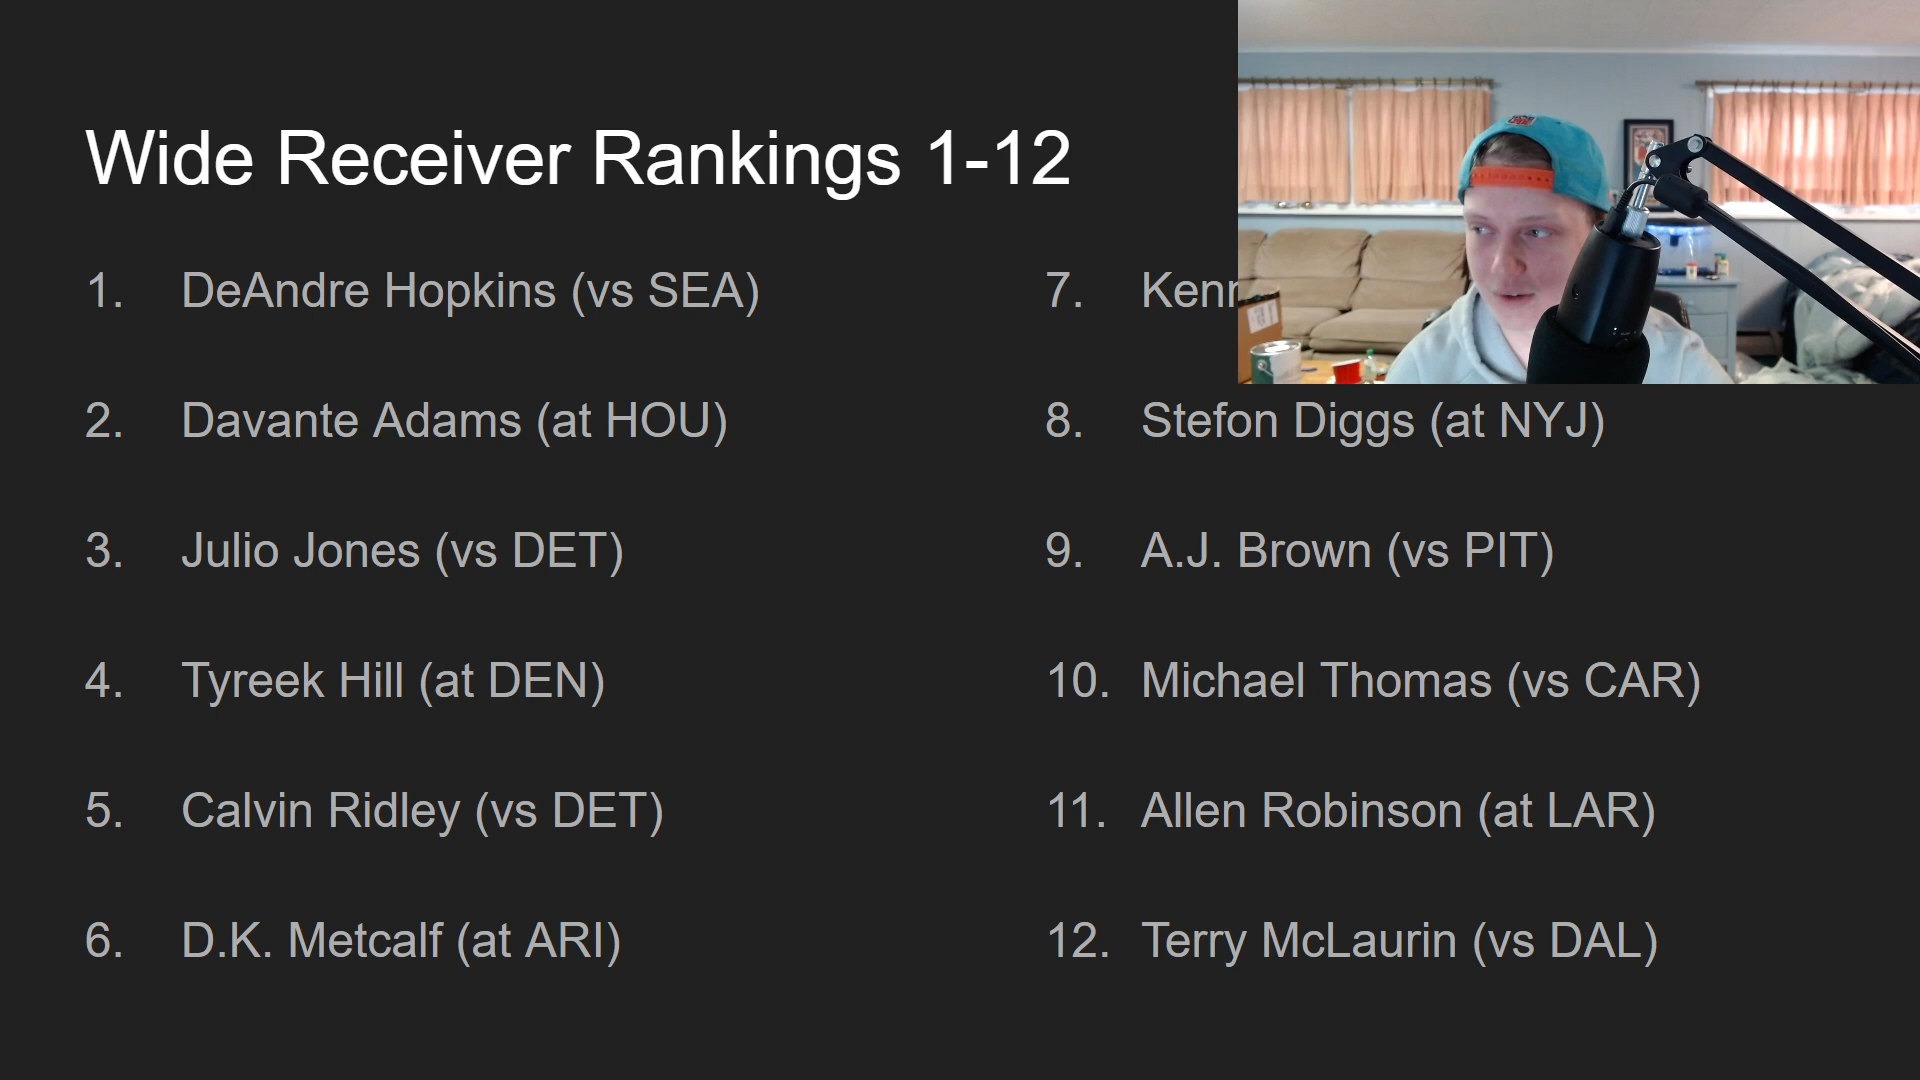 Wide Receiver Rankings 1-12
1. DeAndre Hopkins (vs SEA)
2. Davante Adams (at HOU)
3. Julio Jones (vs DET)
4. Tyreek Hill (at DEN)
5. Calvin Ridley (vs DET)
6. D.K. Metcalf (at ARI)
7.
8. Stefon Diggs (at NYJ)
9. A.J. Brown (vs PIT)
10. Michael Thomas (vs CAR)
11. Allen Robinson (at LAR)
12. Terry McLaurin (vs DAL)